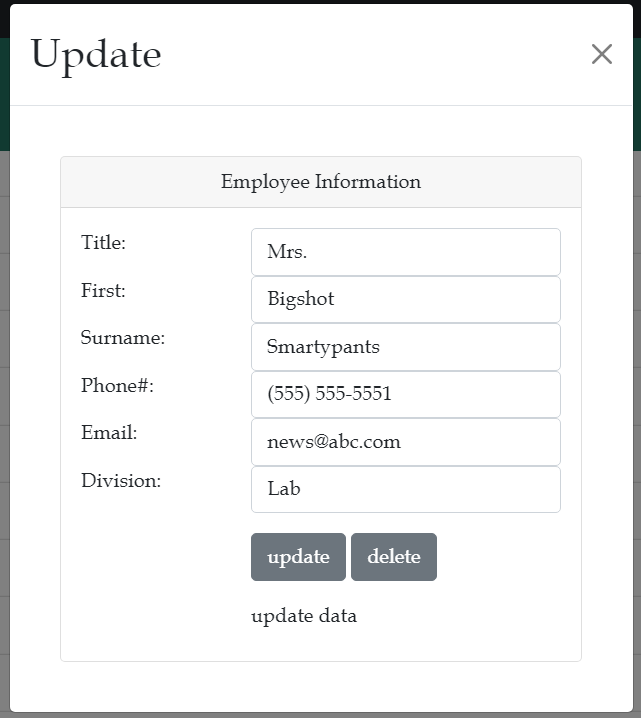 Update
Employee Information
Title: Mrs.
First: Bigshot
Surname: Smartypants
Phone#: (555) 555-5551
Email: news@abc.com
Division: Lab
update delete
update data